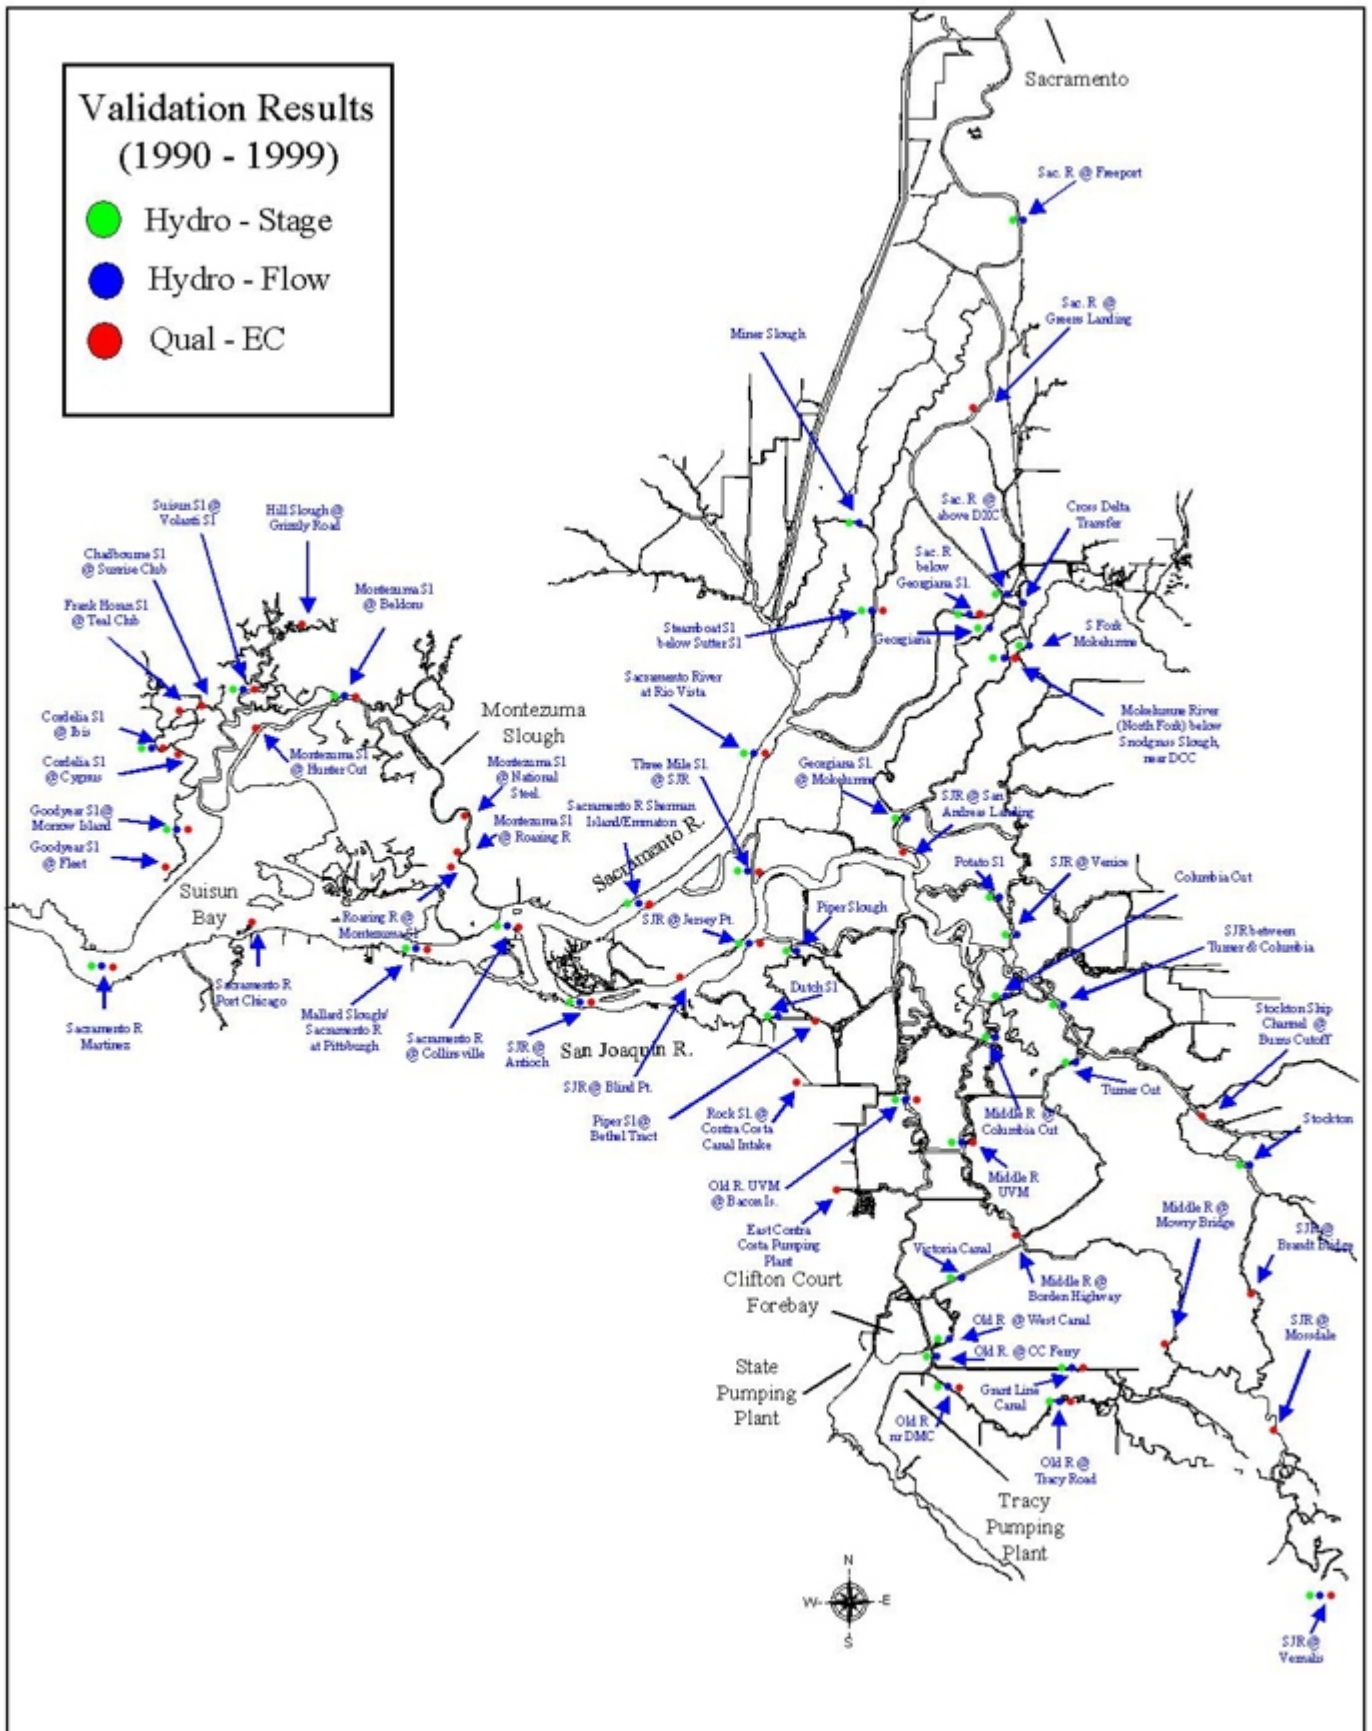 Validation Results
(1990 - 1999)
Hydro - Stage
Hydro - Flow
Qual - EC
Sacramento
Sac. R @ Freeport
Sac. R @
Greens Landing
Miner Slough
Sac. R @
above DXC
Cross Delta
Transfer
Suisun Sl @
Volanti Sl
Hill Slough @
Grizzly Road
Chadbourne Sl
@ Sunrise Club
Sac. R
below
Georgiana Sl.
Montezuma Sl
@ Beldons
Frank Horan Sl
@ Teal Club
Steamboat Sl
below Sutter Sl
Georgiana
S Fork
Mokelumne
Sacramento River
at Rio Vista
Montezuma
Slough
Cordelia Sl
@ Ibis
Mokelumne River
(North Fork) below
Snodgrass Slough,
near DCC
Cordelia Sl
@ Cygnus
Montezuma Sl
@ Hunter Cut
Montezuma Sl
@ National
Steel.
Three Mile Sl.
@ SJR
Georgiana Sl.
@ Mokelumne
SJR @ San
Andreas Landing
Goodyear Sl @
Morrow Island
Montezuma Sl
@ Roaring R
Sacramento R Sherman
Island/Emmaton
Sacramento R.
Goodyear Sl
@ Fleet
Potato Sl
SJR @ Venice
Columbia Cut
Suisun
Bay
Roaring R @
Montezuma Sl
SJR @ Jersey Pt.
Piper Slough
SJR between
Turner & Columbia
Sacramento R
Port Chicago
Dutch Sl
Mallard Slough/
Sacramento R
at Pittsburgh
Sacramento R
Martinez
Sacramento R
@ Collinsville
SJR @
Antioch
San Joaquin R.
Stockton Ship
Channel @
Burns Cutoff
SJR @ Blind Pt.
Turner Cut
Piper Sl @
Bethel Tract
Rock Sl. @
Contra Costa
Canal Intake
Middle R @
Columbia Cut
Stockton
Old R. UVM
@ Bacon Is.
Middle R
UVM
Middle R @
Mowry Bridge
SJR @
Brandt Bridge
East Contra
Costa Pumping
Plant
Victoria Canal
Clifton Court
Forebay
Middle R @
Borden Highway
Old R @ West Canal
SJR @
Mossdale
Old R. @ CC Ferry
State
Pumping
Plant
Grant Line
Canal
Old R
nr DMC
Old R @
Tracy Road
Tracy
Pumping
Plant
N
W
E
S
SJR @
Vernalis